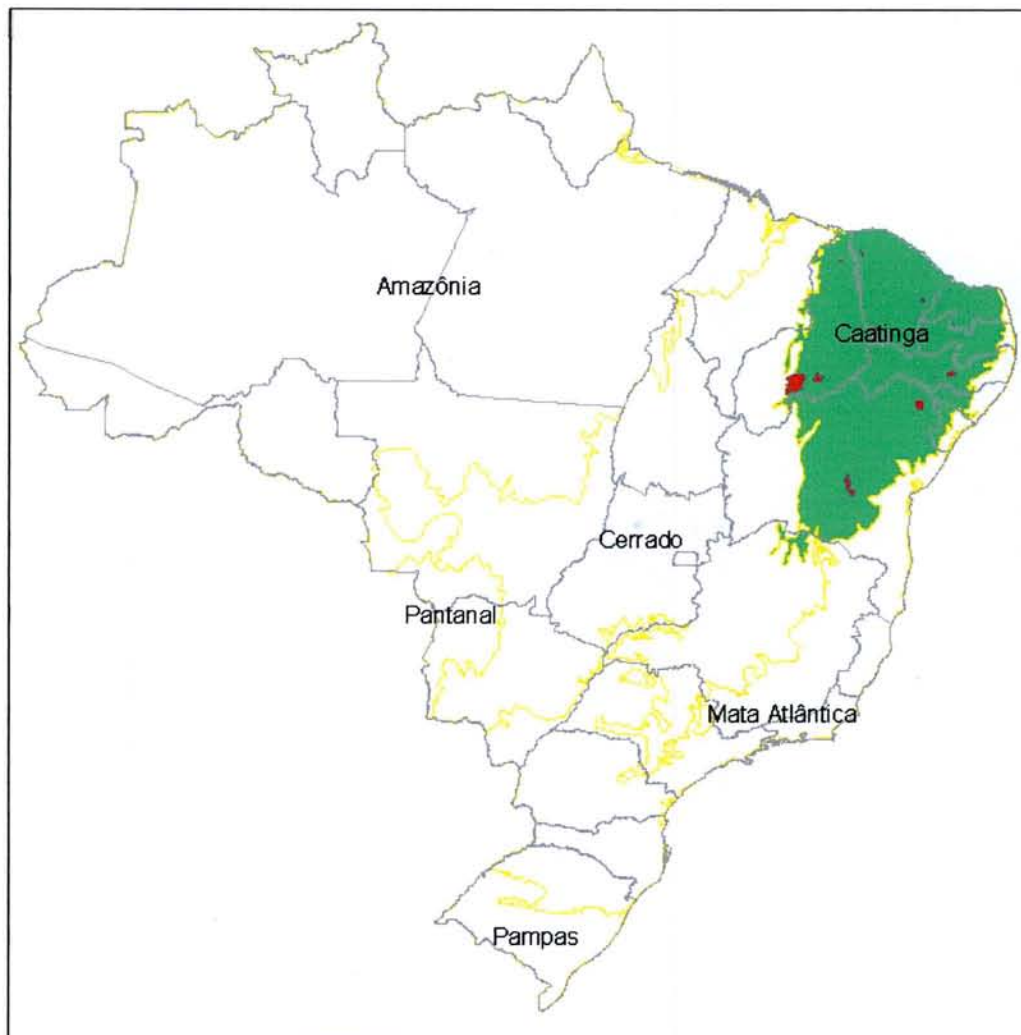 Amazônia
Caatinga
Cerrado
Pantanal
Mata Atlântica
Pampas